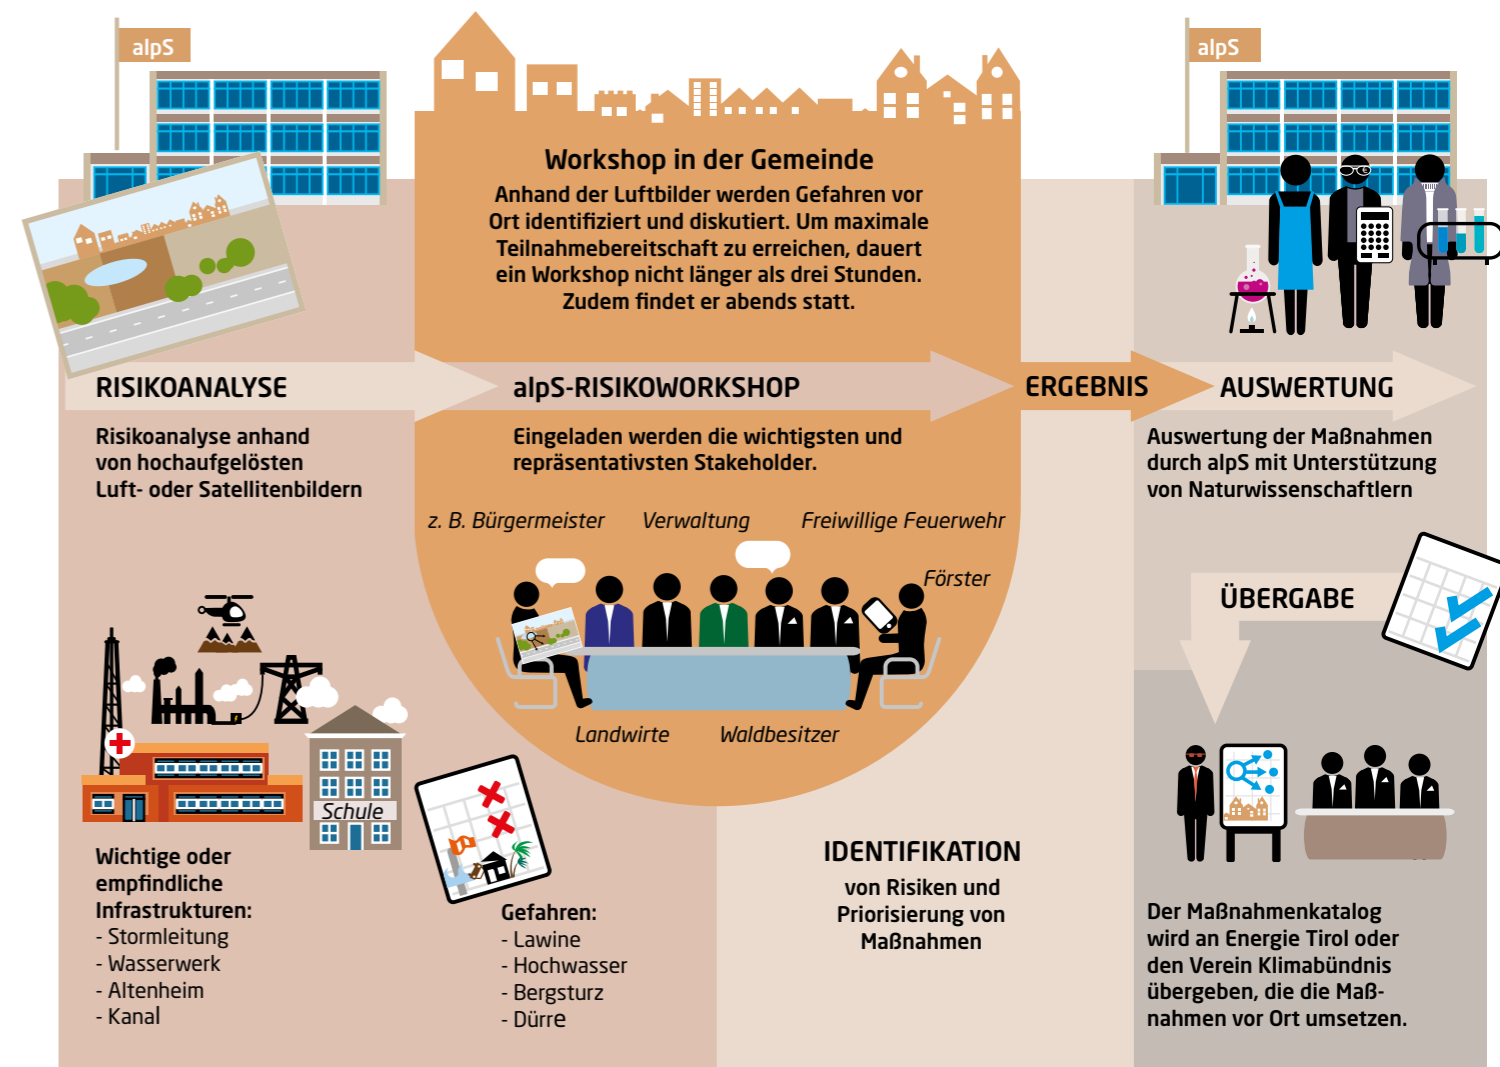 alpS
alpS
Workshop in der Gemeinde
Anhand der Luftbilder werden Gefahren vor
Ort identifiziert und diskutiert. Um maximale
Teilnahmebereitschaft zu erreichen, dauert
ein Workshop nicht länger als drei Stunden.
Zudem findet er abends statt.
RISIKOANALYSE
Risikoanalyse anhand
von hochaufgelösten
Luft- oder Satellitenbildern
Schule
Wichtige oder
empfindliche
Infrastrukturen:
- Stormleitung
- Wasserwerk
- Altenheim
- Kanal
Gefahren:
- Lawine
- Hochwasser
- Bergsturz
- Dürre
alpS-RISIKOWORKSHOP
Eingeladen werden die wichtigsten und
repräsentativsten Stakeholder.
z. B. Bürgermeister Verwaltung Freiwillige Feuerwehr
Förster
Landwirte Waldbesitzer
ERGEBNIS
IDENTIFIKATION
von Risiken und
Priorisierung von
Maßnahmen
AUSWERTUNG
Auswertung der Maßnahmen
durch alpS mit Unterstützung
von Naturwissenschaftlern
ÜBERGABE
Der Maßnahmenkatalog
wird an Energie Tirol oder
den Verein Klimabündnis
übergeben, die die Maß-
nahmen vor Ort umsetzen.